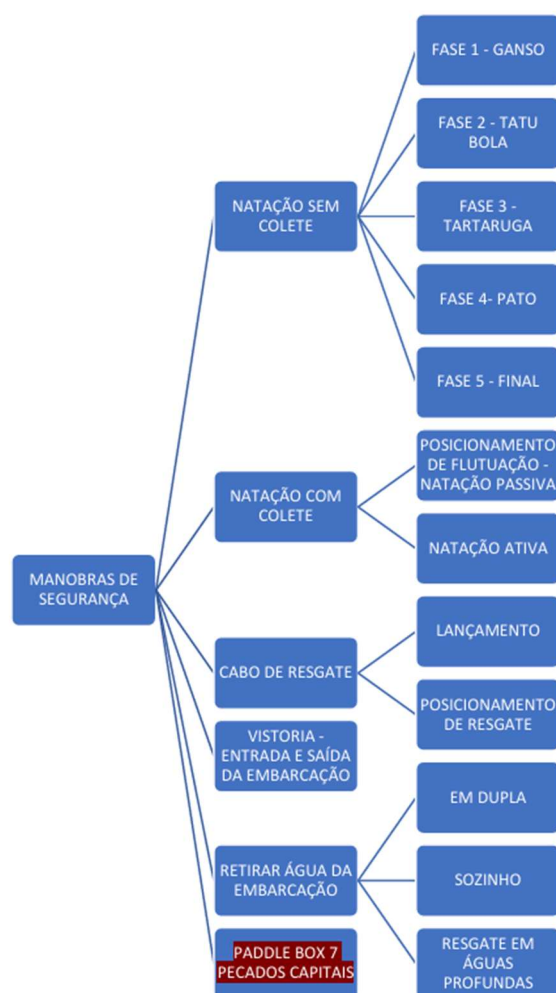 MANOBRAS DE
SEGURANÇA
NATAÇÃO SEM
COLETE
FASE 1 - GANSO
FASE 2 - TATU
BOLA
FASE 3 -
TARTARUGA
FASE 4- PATO
FASE 5 - FINAL
NATAÇÃO COM
COLETE
POSICIONAMENTO
DE FLUTUAÇÃO -
NATAÇÃO PASSIVA
NATAÇÃO ATIVA
CABO DE RESGATE
LANÇAMENTO
POSICIONAMENTO
DE RESGATE
VISTORIA -
ENTRADA E SAÍDA
DA EMBARCAÇÃO
RETIRAR ÁGUA DA
EMBARCAÇÃO
EM DUPLA
SOZINHO
RESGATE EM
ÁGUAS
PROFUNDAS
PADDLE BOX 7
PECADOS CAPITAIS